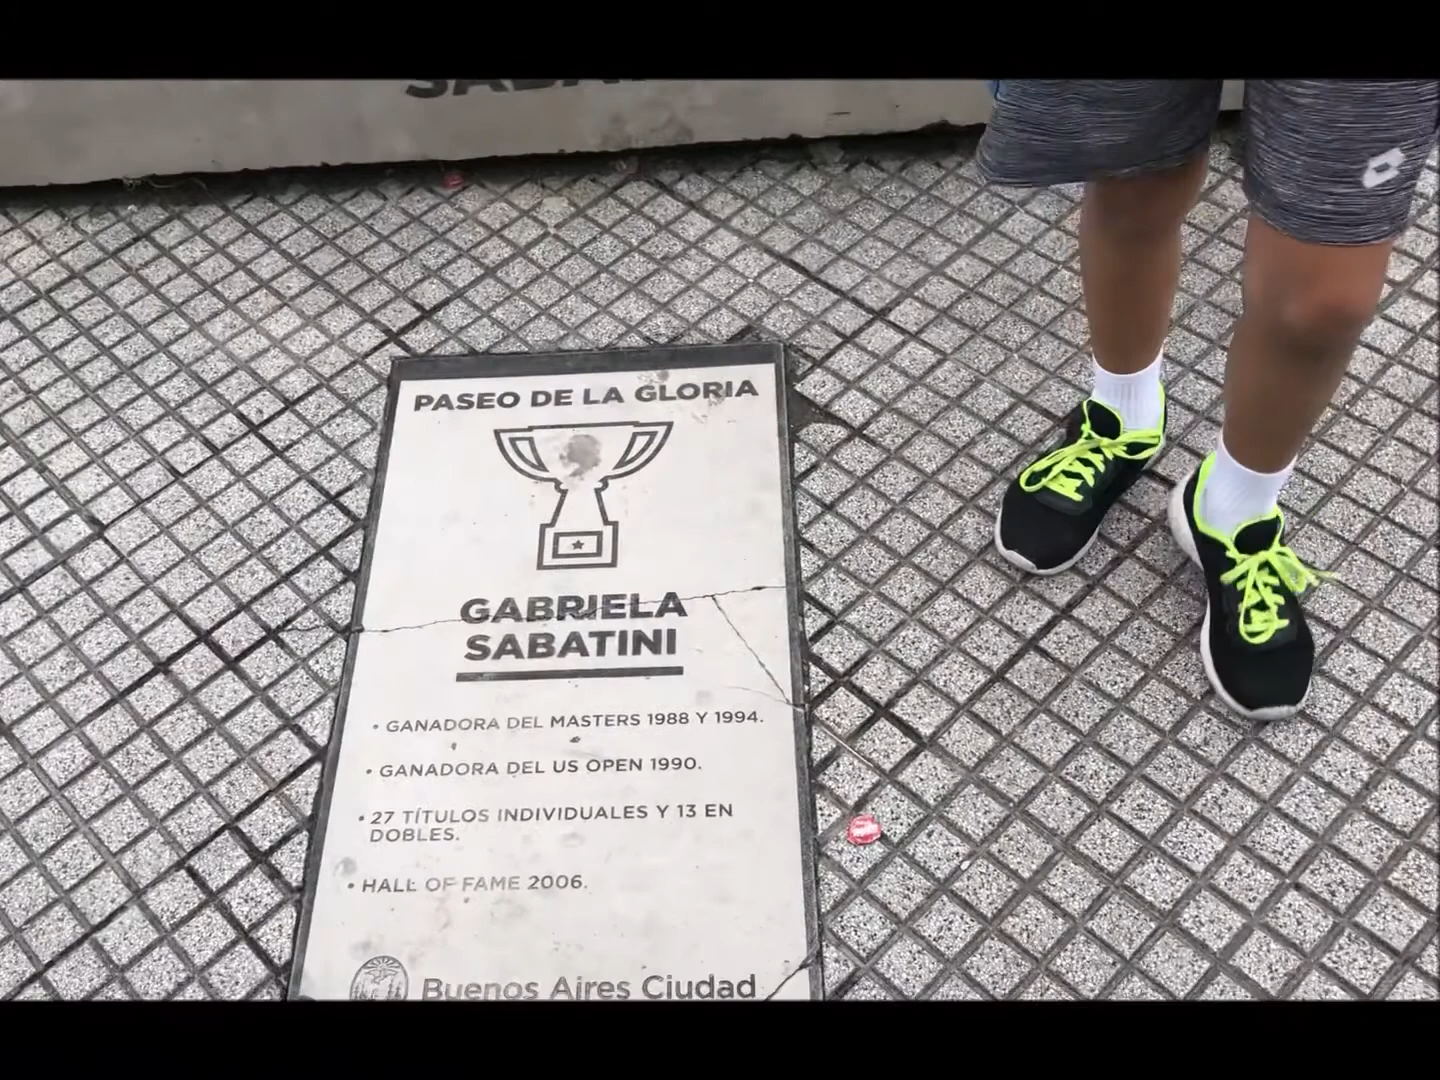 PASEO DE LA GLORIA
GABRIELA
SABATINI
• GANADORA DEL MASTERS 1988 Y 1994.
• GANADORA DEL US OPEN 1990.
• 27 TÍTULOS INDIVIDUALES Y 13 EN
DOBLES.
• HALL OF FAME 2006.
Buenos Aires Ciudad